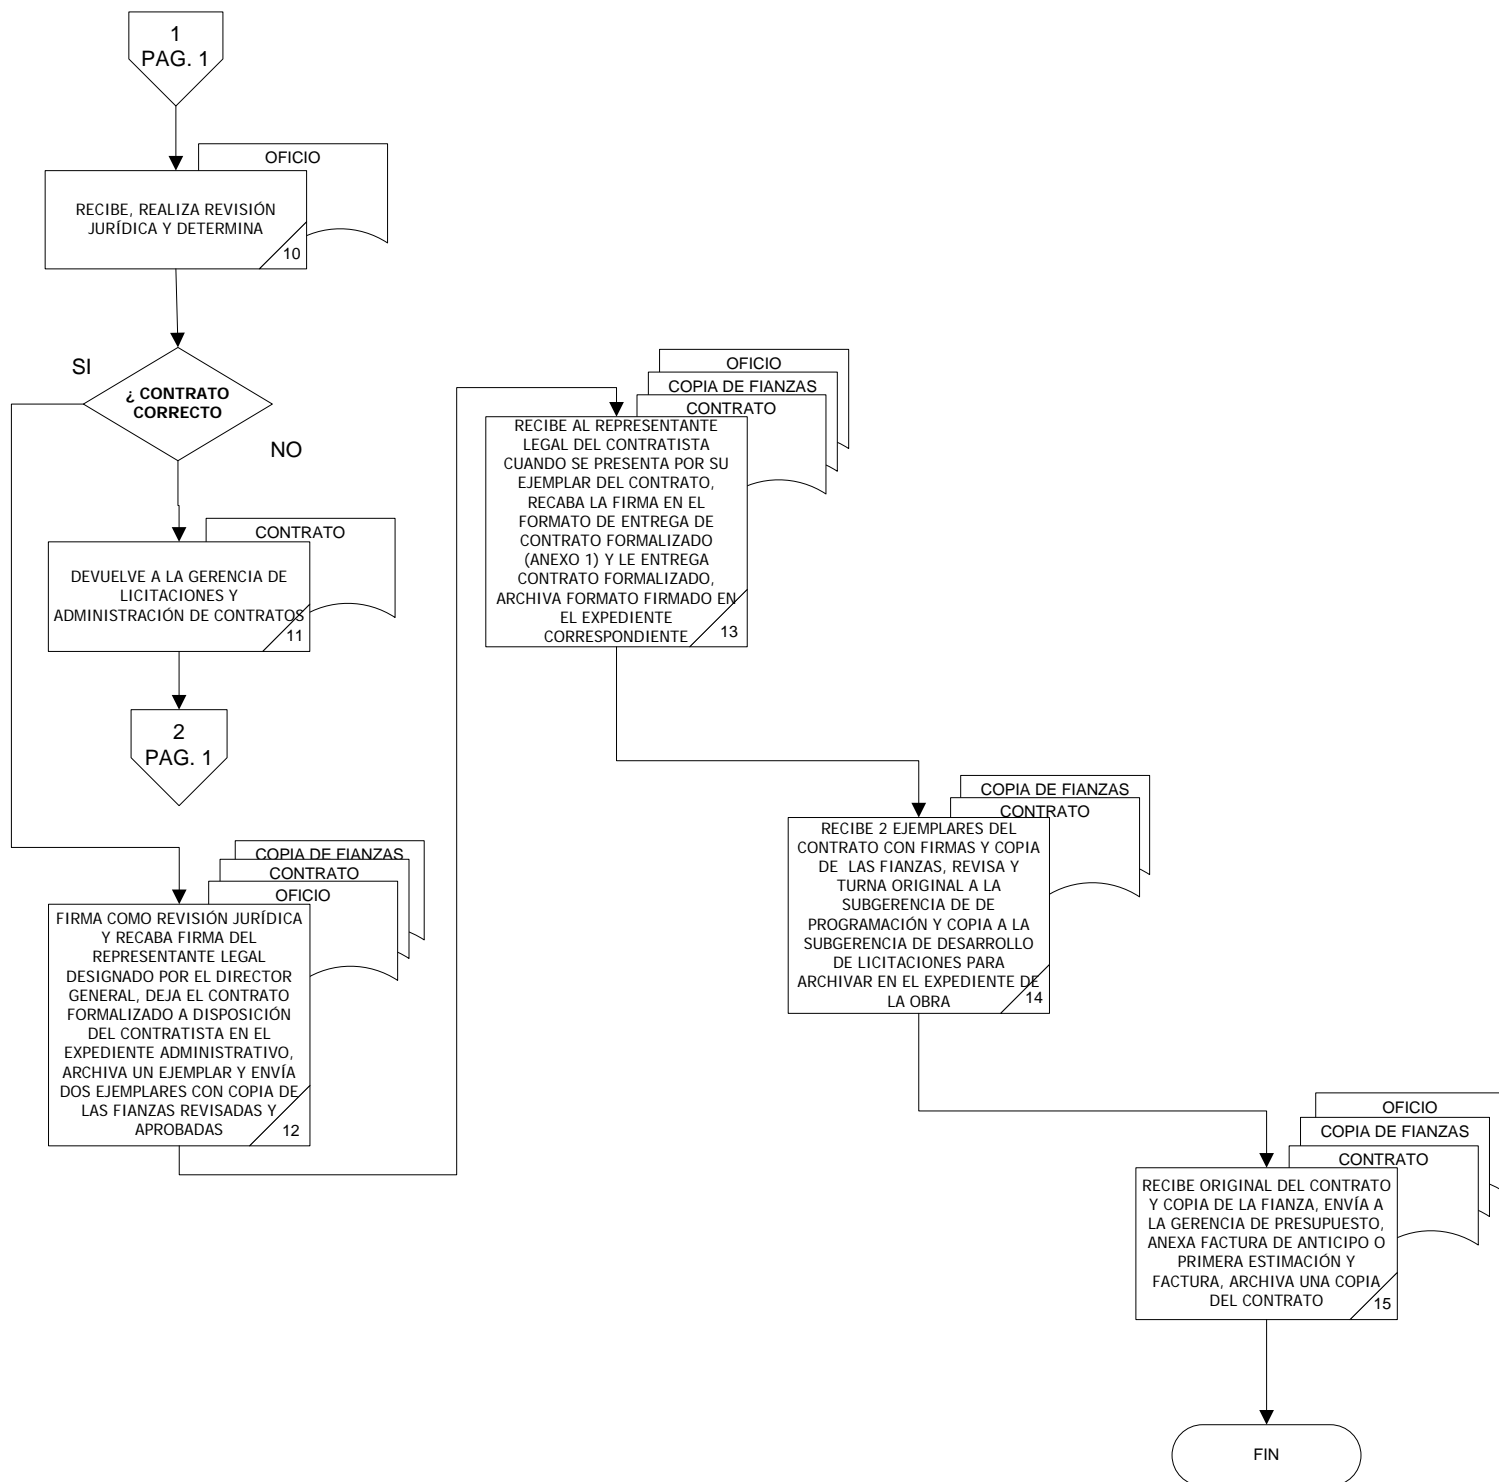 1
PAG. 1
OFICIO
RECIBE, REALIZA REVISIÓN
JURÍDICA Y DETERMINA
10
SI
¿ CONTRATO
CORRECTO
NO
CONTRATO
DEVUELVE A LA GERENCIA DE
LICITACIONES Y
ADMINISTRACIÓN DE CONTRATOS
11
2
PAG. 1
COPIA DE FIANZAS
CONTRATO
OFICIO
FIRMA COMO REVISIÓN JURÍDICA
Y RECABA FIRMA DEL
REPRESENTANTE LEGAL
DESIGNADO POR EL DIRECTOR
GENERAL, DEJA EL CONTRATO
FORMALIZADO A DISPOSICIÓN
DEL CONTRATISTA EN EL
EXPEDIENTE ADMINISTRATIVO,
ARCHIVA UN EJEMPLAR Y ENVÍA
DOS EJEMPLARES CON COPIA DE
LAS FIANZAS REVISADAS Y
APROBADAS
12
OFICIO
COPIA DE FIANZAS
CONTRATO
RECIBE AL REPRESENTANTE
LEGAL DEL CONTRATISTA
CUANDO SE PRESENTA POR SU
EJEMPLAR DEL CONTRATO,
RECABA LA FIRMA EN EL
FORMATO DE ENTREGA DE
CONTRATO FORMALIZADO
(ANEXO 1) Y LE ENTREGA
CONTRATO FORMALIZADO,
ARCHIVA FORMATO FIRMADO EN
EL EXPEDIENTE
CORRESPONDIENTE
13
COPIA DE FIANZAS
CONTRATO
RECIBE 2 EJEMPLARES DEL
CONTRATO CON FIRMAS Y COPIA
DE LAS FIANZAS, REVISA Y
TURNA ORIGINAL A LA
SUBGERENCIA DE DE
PROGRAMACIÓN Y COPIA A LA
SUBGERENCIA DE DESARROLLO
DE LICITACIONES PARA
ARCHIVAR EN EL EXPEDIENTE DE
LA OBRA
14
OFICIO
COPIA DE FIANZAS
CONTRATO
RECIBE ORIGINAL DEL CONTRATO
Y COPIA DE LA FIANZA, ENVÍA A
LA GERENCIA DE PRESUPUESTO,
ANEXA FACTURA DE ANTICIPO O
PRIMERA ESTIMACIÓN Y
FACTURA, ARCHIVA UNA COPIA
DEL CONTRATO
15
FIN